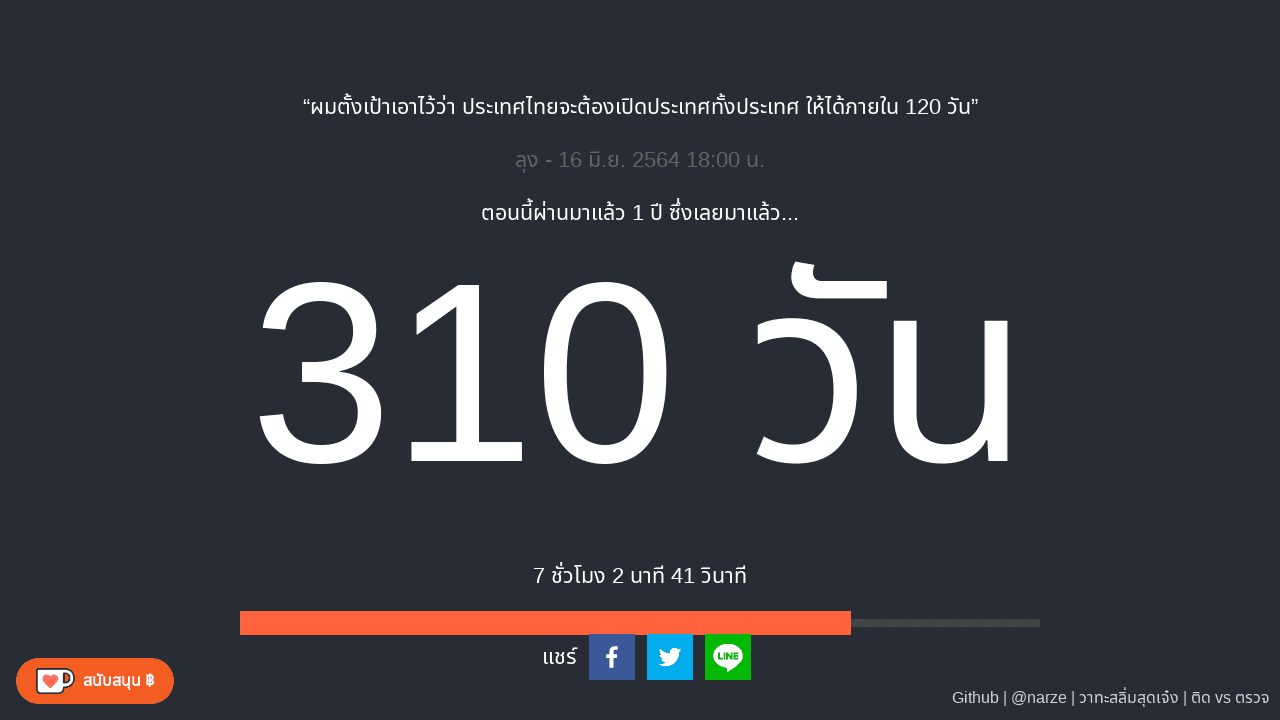 “ผมตั้งเป้าเอาไว้ว่า ประเทศไทยจะต้องเปิดประเทศทั้งประเทศ ให้ได้ภายใน 120 วัน”
ลุง - 16 มิ.ย. 2564 18:00 น.
ตอนนี้ผ่านมาแล้ว 1 ปี ซึ่งเลยมาแล้ว...
310 วัน
7 ชั่วโมง 2 นาที 41 วินาที
แชร์
LINE
สนับสนุน ฿
Github | @narze | วาทะสลิ่มสุดเจ๋ง | ติด vs ตรวจ